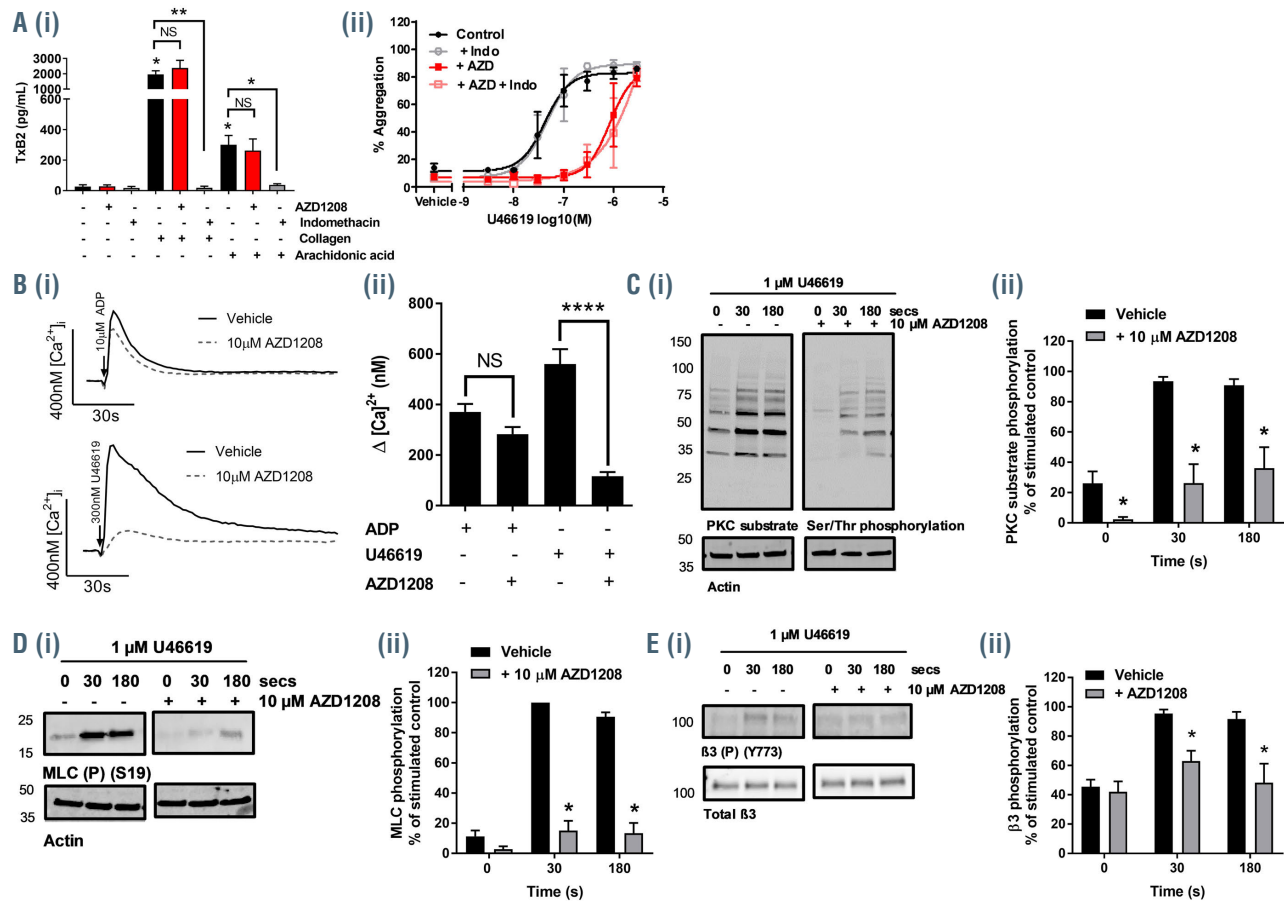 A (i)
**
NS
*
NS
*
*
TxB2 (pg/mL)
3000
2000
1000
600
400
200
0
- + - - + - - + - AZD1208
- - + - - + - - + Indomethacin
- - - + + + - - - Collagen
- - - - - - + + + Arachidonic acid
(ii)
Control
+ Indo
+ AZD
+ AZD + Indo
% Aggregation
120
100
80
60
40
20
0
Vehicle -9 -8 -7 -6 -5
U46619 log10(M)
B (i)
10µM ADP
Vehicle
10µM AZD1208
400nM [Ca2+]i
30s
300nM U46619
Vehicle
10µM AZD1208
400nM [Ca2+]i
30s
(ii)
****
NS
Δ [Ca]2+ (nM)
800
600
400
200
0
ADP + + - -
U46619 - - + +
AZD1208 - + - +
C (i)
1 µM U46619
0 30 180 0 30 180 secs
- - - + + + 10 µM AZD1208
150
100
75
50
35
25
PKC substrate Ser/Thr phosphorylation
50
35
Actin
(ii)
Vehicle
+ 10 µM AZD1208
PKC substrate phosphorylation
% of stimulated control
120
100
80
60
40
20
0
* * *
0 30 180
Time (s)
D (i)
1 µM U46619
0 30 180 0 30 180 secs
- - - + + + 10 µM AZD1208
25
15
MLC (P) (S19)
50
35
Actin
(ii)
Vehicle
+ 10 µM AZD1208
MLC phosphorylation
% of stimulated control
120
100
80
60
40
20
0
* *
0 30 180
Time (s)
E (i)
1 µM U46619
0 30 180 0 30 180 secs
- - - + + + 10 µM AZD1208
100
ß3 (P) (Y773)
100
Total ß3
(ii)
Vehicle
+ AZD1208
β3 phosphorylation
% of stimulated control
120
100
80
60
40
20
0
* *
0 30 180
Time (s)